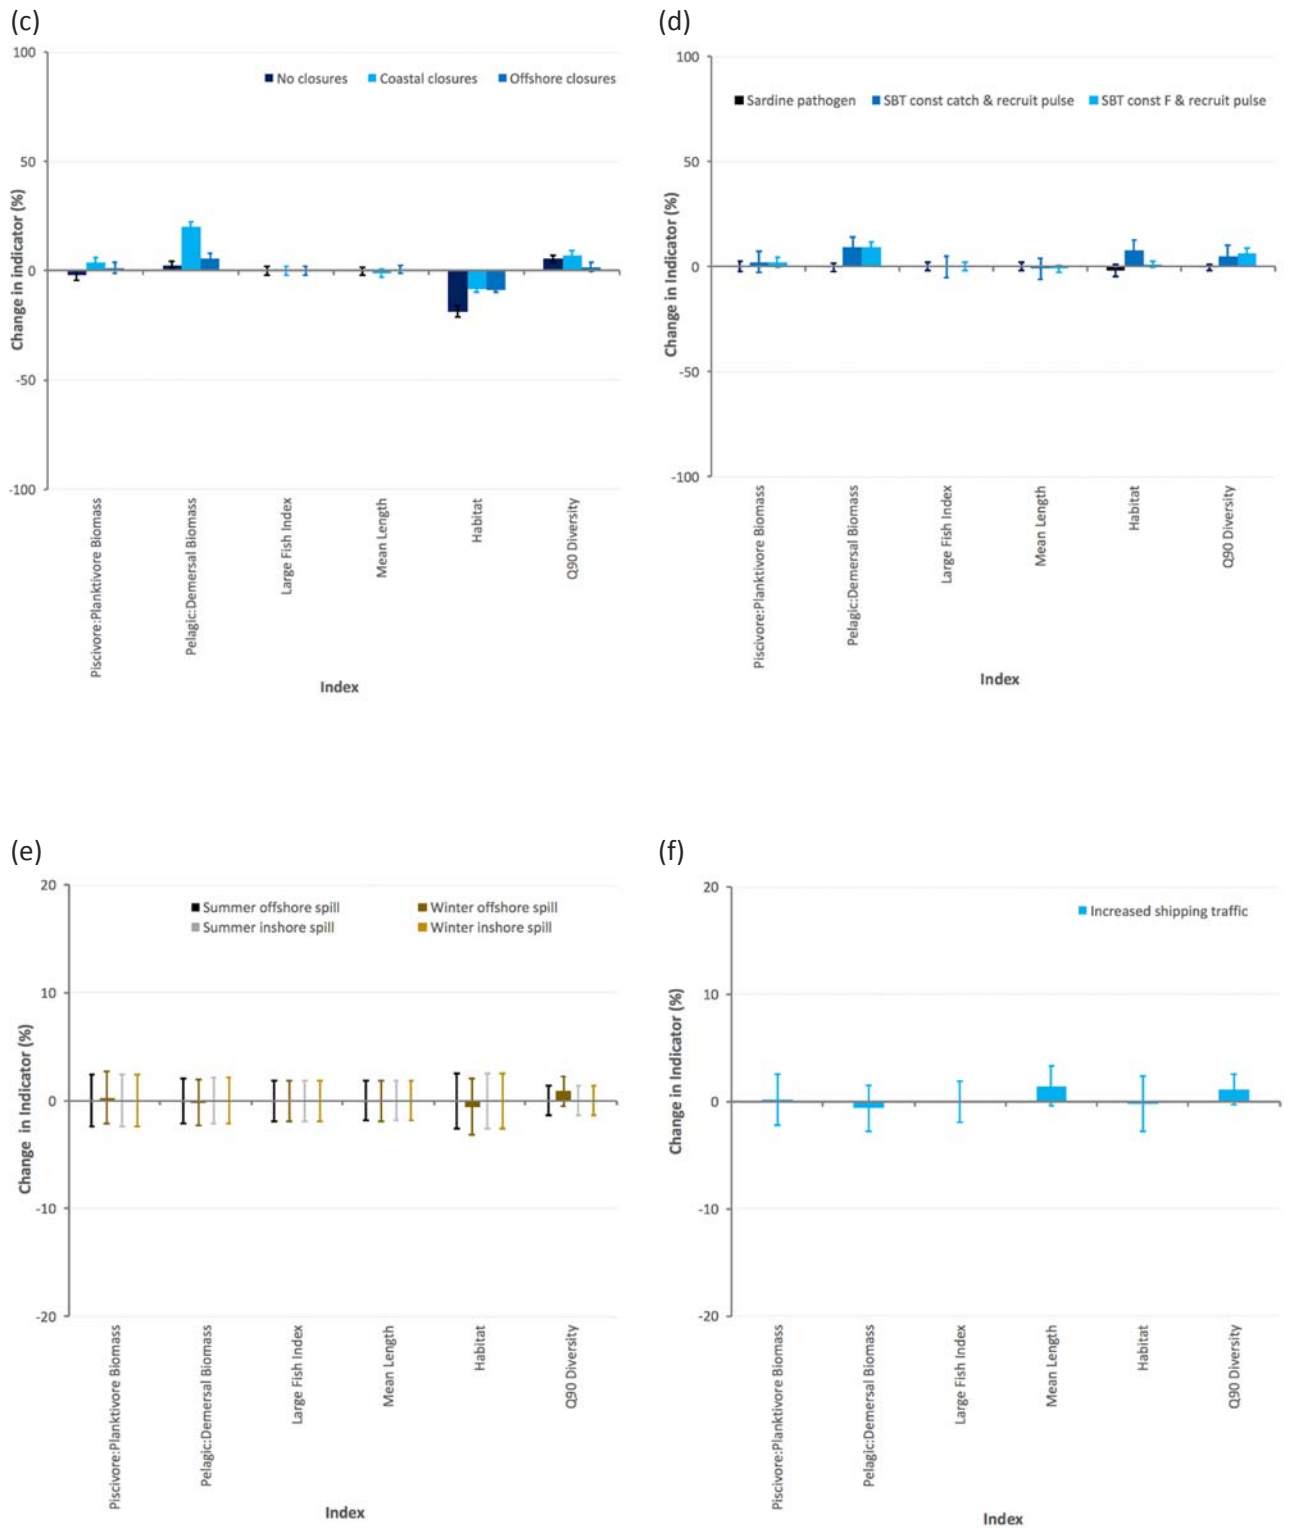 (c)
No closures Coastal closures Offshore closures
100
50
0
-50
-100
Change in Indicator (%)
Piscivore:Planktivore Biomass
Pelagic:Demersal Biomass
Large Fish Index
Mean Length
Habitat
Q90 Diversity
Index
(d)
Sardine pathogen SBT const catch & recruit pulse SBT const F & recruit pulse
100
50
0
-50
-100
Change in Indicator (%)
Piscivore:Planktivore Biomass
Pelagic:Demersal Biomass
Large Fish Index
Mean Length
Habitat
Q90 Diversity
Index
(e)
Summer offshore spill Winter offshore spill
Summer inshore spill Winter inshore spill
20
10
0
-10
-20
Change in Indicator (%)
Piscivore:Planktivore Biomass
Pelagic:Demersal Biomass
Large Fish Index
Mean Length
Habitat
Q90 Diversity
Index
(f)
Increased shipping traffic
20
10
0
-10
-20
Change in Indicator (%)
Piscivore:Planktivore Biomass
Pelagic:Demersal Biomass
Large Fish Index
Mean Length
Habitat
Q90 Diversity
Index